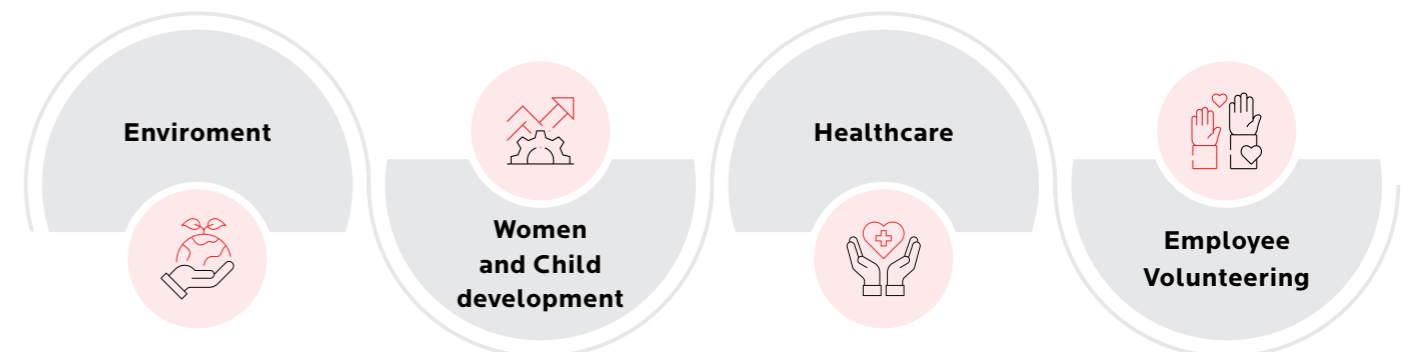 Enviroment
Women
and Child
development
Healthcare
Employee
Volunteering